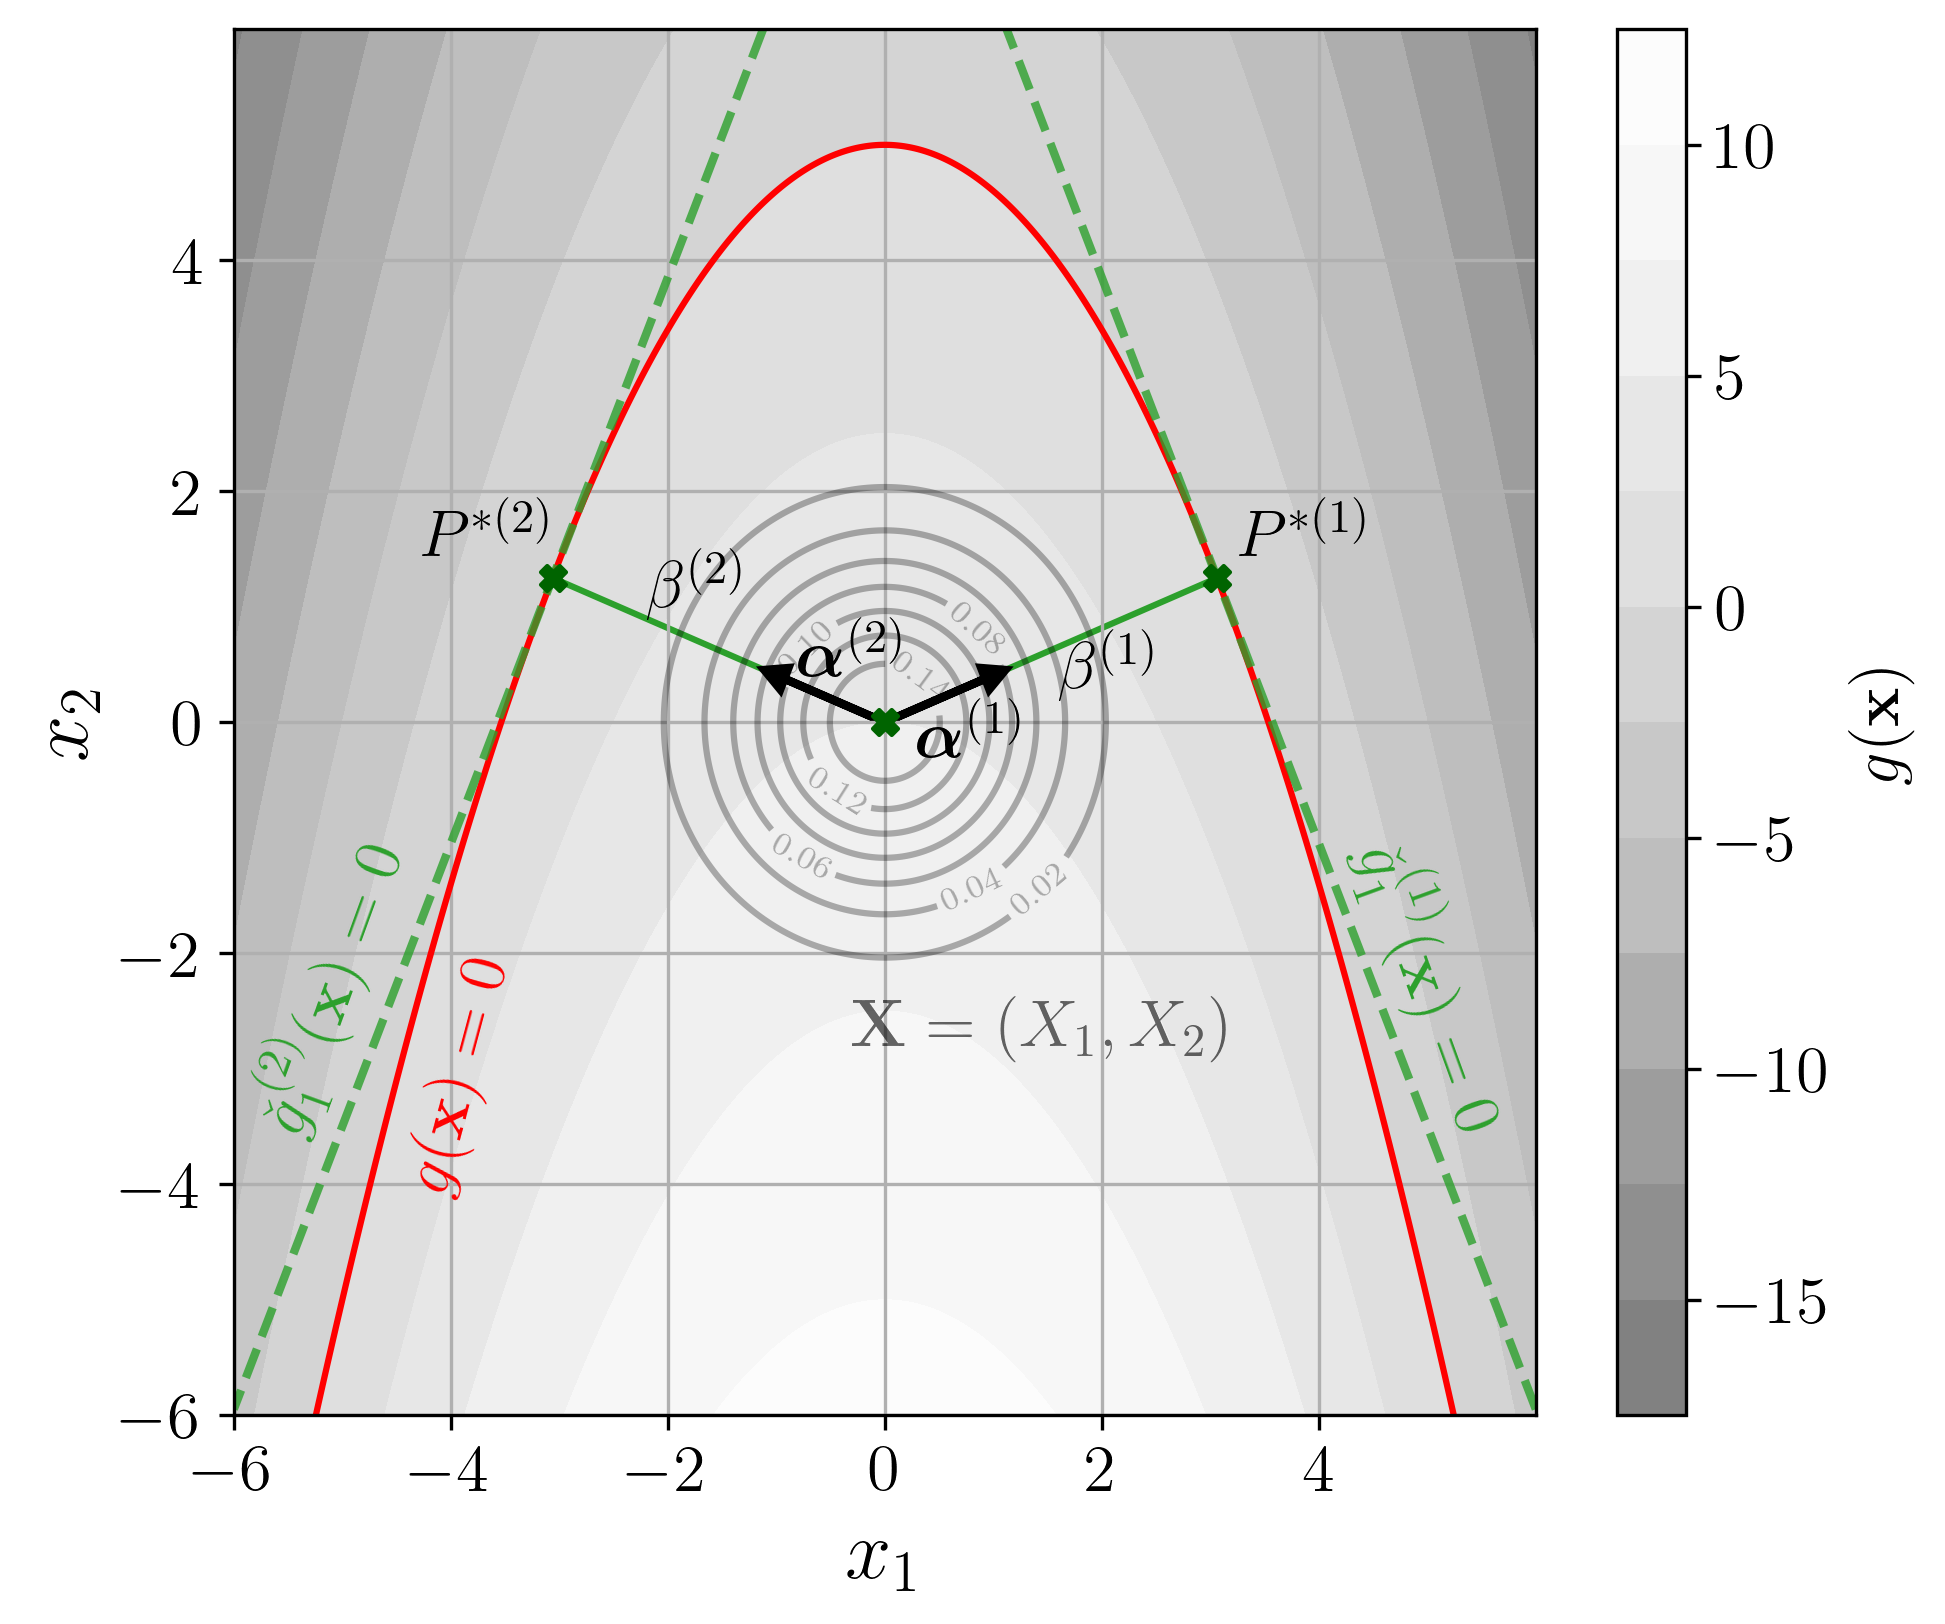 4
2
0
−2
−4
−6
x₂
−6
−4
−2
0
2
4
x₁
P*⁽²⁾
P*⁽¹⁾
β⁽²⁾
β⁽¹⁾
𝛂⁽²⁾
𝛂⁽¹⁾
0.10
0.08
0.14
0.12
0.06
0.04
0.02
𝐗 = (X₁, X₂)
ǧ₁⁽²⁾(𝐱) = 0
g(𝐱) = 0
ǧ₁⁽¹⁾(𝐱) = 0
10
5
0
−5
−10
−15
g(𝐱)